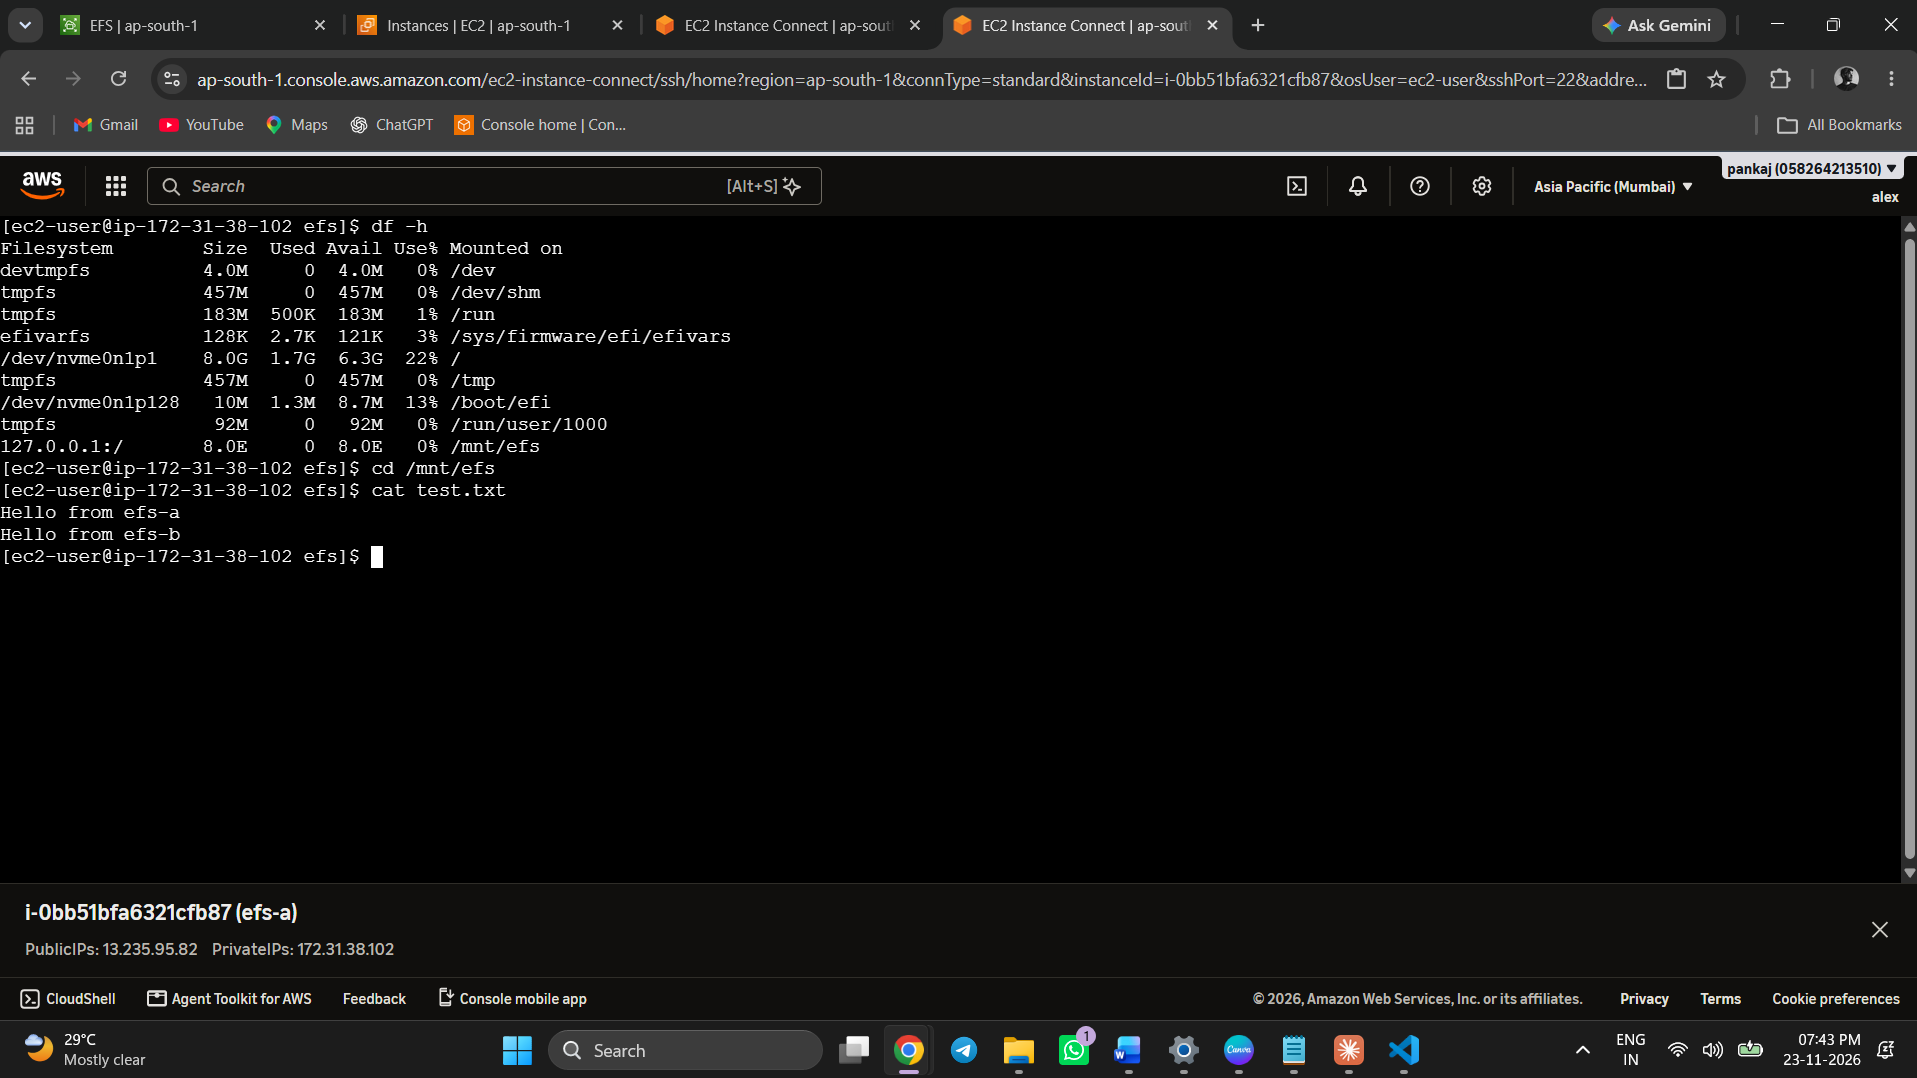 EFS | ap-south-1
Instances | EC2 | ap-south-1
EC2 Instance Connect | ap-sout
EC2 Instance Connect | ap-sout
Ask Gemini
ap-south-1.console.aws.amazon.com/ec2-instance-connect/ssh/home?region=ap-south-1&connType=standard&instanceId=i-0bb51bfa6321cfb87&osUser=ec2-user&sshPort=22&addre...
Gmail
YouTube
Maps
ChatGPT
Console home | Con...
All Bookmarks
aws
Search
[Alt+S]
Asia Pacific (Mumbai)
pankaj (058264213510)
alex
[ec2-user@ip-172-31-38-102 efs]$ df -h
Filesystem Size Used Avail Use% Mounted on
devtmpfs 4.0M 0 4.0M 0% /dev
tmpfs 457M 0 457M 0% /dev/shm
tmpfs 183M 500K 183M 1% /run
efivarfs 128K 2.7K 121K 3% /sys/firmware/efi/efivars
/dev/nvme0n1p1 8.0G 1.7G 6.3G 22% /
tmpfs 457M 0 457M 0% /tmp
/dev/nvme0n1p128 10M 1.3M 8.7M 13% /boot/efi
tmpfs 92M 0 92M 0% /run/user/1000
127.0.0.1:/ 8.0E 0 8.0E 0% /mnt/efs
[ec2-user@ip-172-31-38-102 efs]$ cd /mnt/efs
[ec2-user@ip-172-31-38-102 efs]$ cat test.txt
Hello from efs-a
Hello from efs-b
[ec2-user@ip-172-31-38-102 efs]$
i-0bb51bfa6321cfb87 (efs-a)
PublicIPs: 13.235.95.82 PrivateIPs: 172.31.38.102
CloudShell
Agent Toolkit for AWS
Feedback
Console mobile app
© 2026, Amazon Web Services, Inc. or its affiliates.
Privacy
Terms
Cookie preferences
29°C
Mostly clear
Search
1
W
Canva
ENG
IN
07:43 PM
23-11-2026